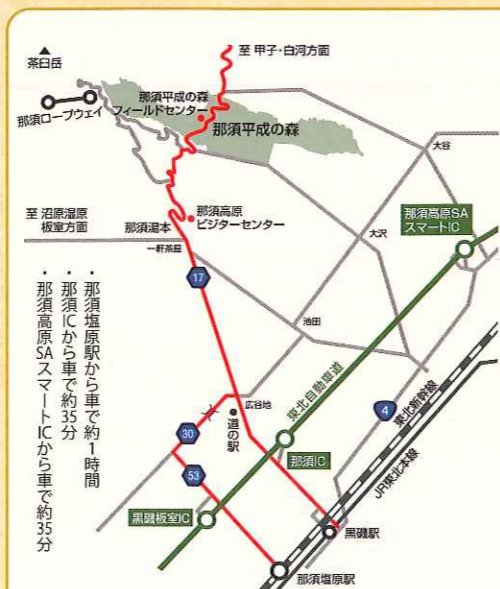 至 甲子・白河方面
茶臼岳
那須ロープウェイ
那須平成の森
フィールドセンター
那須平成の森
大谷
至 沼原湿原
板室方面
那須湯本
那須高原
ビジターセンター
一軒茶屋
大沢
那須高原SA
スマートIC
17
池田
東北自動車道
広谷地
道の駅
30
53
4
東北新幹線
JR東北本線
那須IC
黒磯板室IC
黒磯駅
那須塩原駅
・那須塩原駅から車で約1時間
・那須ICから車で約35分
・那須高原SAスマートICから車で約35分